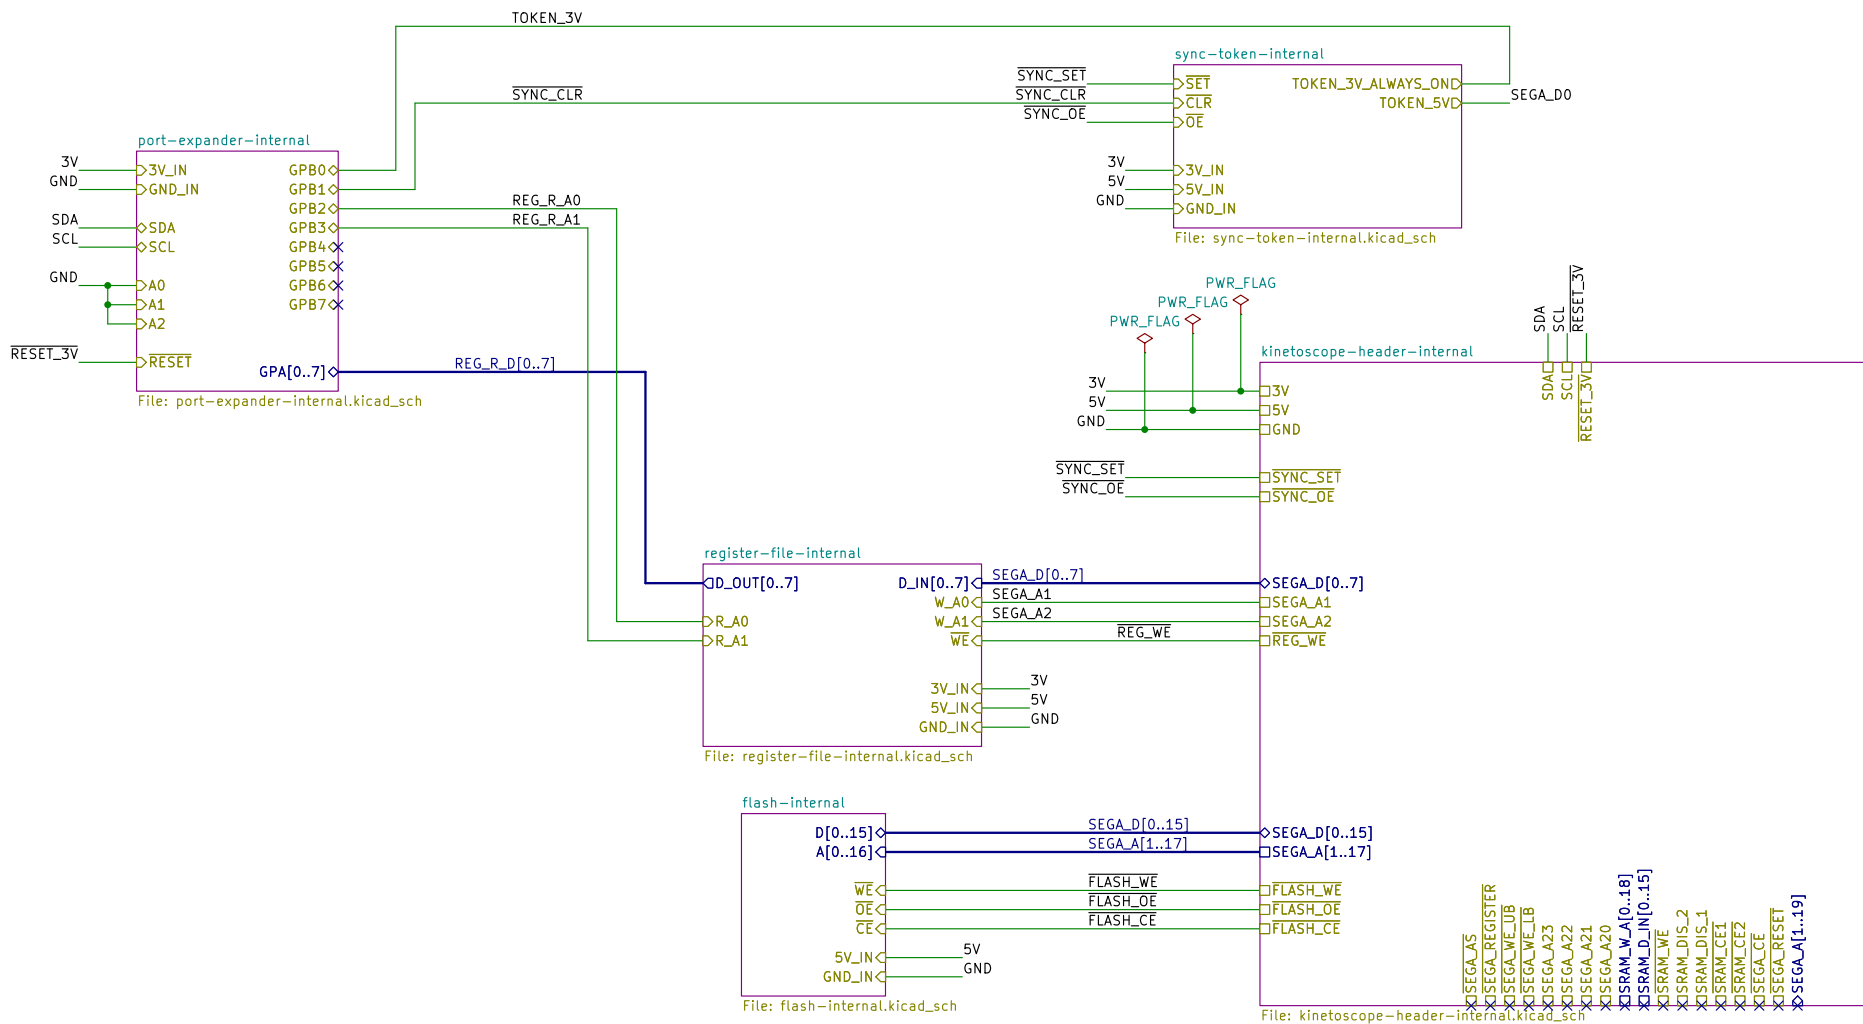 TOKEN_3V
sync-token-internal
SYNC_SET
SET
TOKEN_3V_ALWAYS_ON
SYNC_CLR
SYNC_CLR
CLR
TOKEN_5V
SEGA_D0
SYNC_OE
OE
3V
3V_IN
5V
5V_IN
GND
GND_IN
File: sync-token-internal.kicad_sch
port-expander-internal
3V
3V_IN
GPB0
GND
GND_IN
GPB1
GPB2
REG_R_A0
SDA
SDA
GPB3
REG_R_A1
SCL
SCL
GPB4
GPB5
GND
A0
GPB6
A1
GPB7
A2
RESET_3V
RESET
GPA[0..7]
REG_R_D[0..7]
File: port-expander-internal.kicad_sch
PWR_FLAG
PWR_FLAG
PWR_FLAG
kinetoscope-header-internal
SDA
SCL
RESET_3V
SDA
SCL
RESET_3V
3V
3V
5V
5V
GND
GND
SYNC_SET
SYNC_SET
SYNC_OE
SYNC_OE
register-file-internal
D_OUT[0..7]
D_IN[0..7]
SEGA_D[0..7]
SEGA_D[0..7]
W_A0
SEGA_A1
SEGA_A1
R_A0
W_A1
SEGA_A2
SEGA_A2
R_A1
WE
REG_WE
REG_WE
3V_IN
3V
5V_IN
5V
GND_IN
GND
File: register-file-internal.kicad_sch
flash-internal
D[0..15]
SEGA_D[0..15]
SEGA_D[0..15]
A[0..16]
SEGA_A[1..17]
SEGA_A[1..17]
WE
FLASH_WE
FLASH_WE
OE
FLASH_OE
FLASH_OE
CE
FLASH_CE
FLASH_CE
5V_IN
5V
GND_IN
GND
File: flash-internal.kicad_sch
SEGA_AS
SEGA_REGISTER
SEGA_WE_UB
SEGA_WE_LB
SEGA_A23
SEGA_A22
SEGA_A21
SEGA_A20
SRAM_W_A[0..18]
SRAM_D_IN[0..15]
SRAM_WE
SRAM_DIS_2
SRAM_DIS_1
SRAM_CE1
SRAM_CE2
SEGA_CE
SEGA_RESET
SEGA_A[1..19]
File: kinetoscope-header-internal.kicad_sch